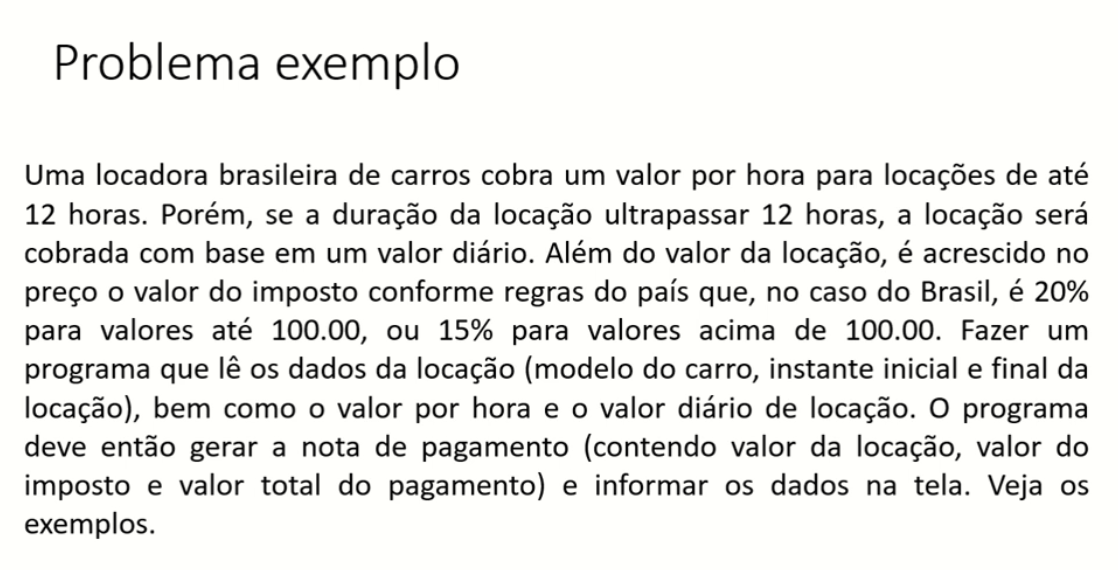 Problema exemplo
Uma locadora brasileira de carros cobra um valor por hora para locações de até
12 horas. Porém, se a duração da locação ultrapassar 12 horas, a locação será
cobrada com base em um valor diário. Além do valor da locação, é acrescido no
preço o valor do imposto conforme regras do país que, no caso do Brasil, é 20%
para valores até 100.00, ou 15% para valores acima de 100.00. Fazer um
programa que lê os dados da locação (modelo do carro, instante inicial e final da
locação), bem como o valor por hora e o valor diário de locação. O programa
deve então gerar a nota de pagamento (contendo valor da locação, valor do
imposto e valor total do pagamento) e informar os dados na tela. Veja os
exemplos.